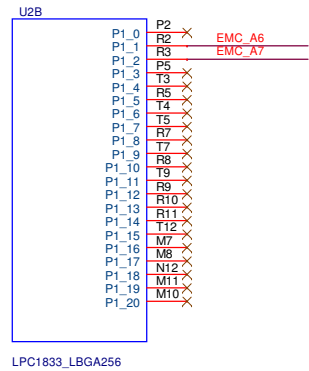 U2B
P1_0 P2
P1_1 R2 EMC_A6
P1_2 R3 EMC_A7
P1_3 P5
P1_4 T3
P1_5 R5
P1_6 T4
P1_7 T5
P1_8 R7
P1_9 T7
P1_10 R8
P1_11 T9
P1_12 R9
P1_13 R10
P1_14 R11
P1_15 T12
P1_16 M7
P1_17 M8
P1_18 N12
P1_19 M11
P1_20 M10
LPC1833_LBGA256